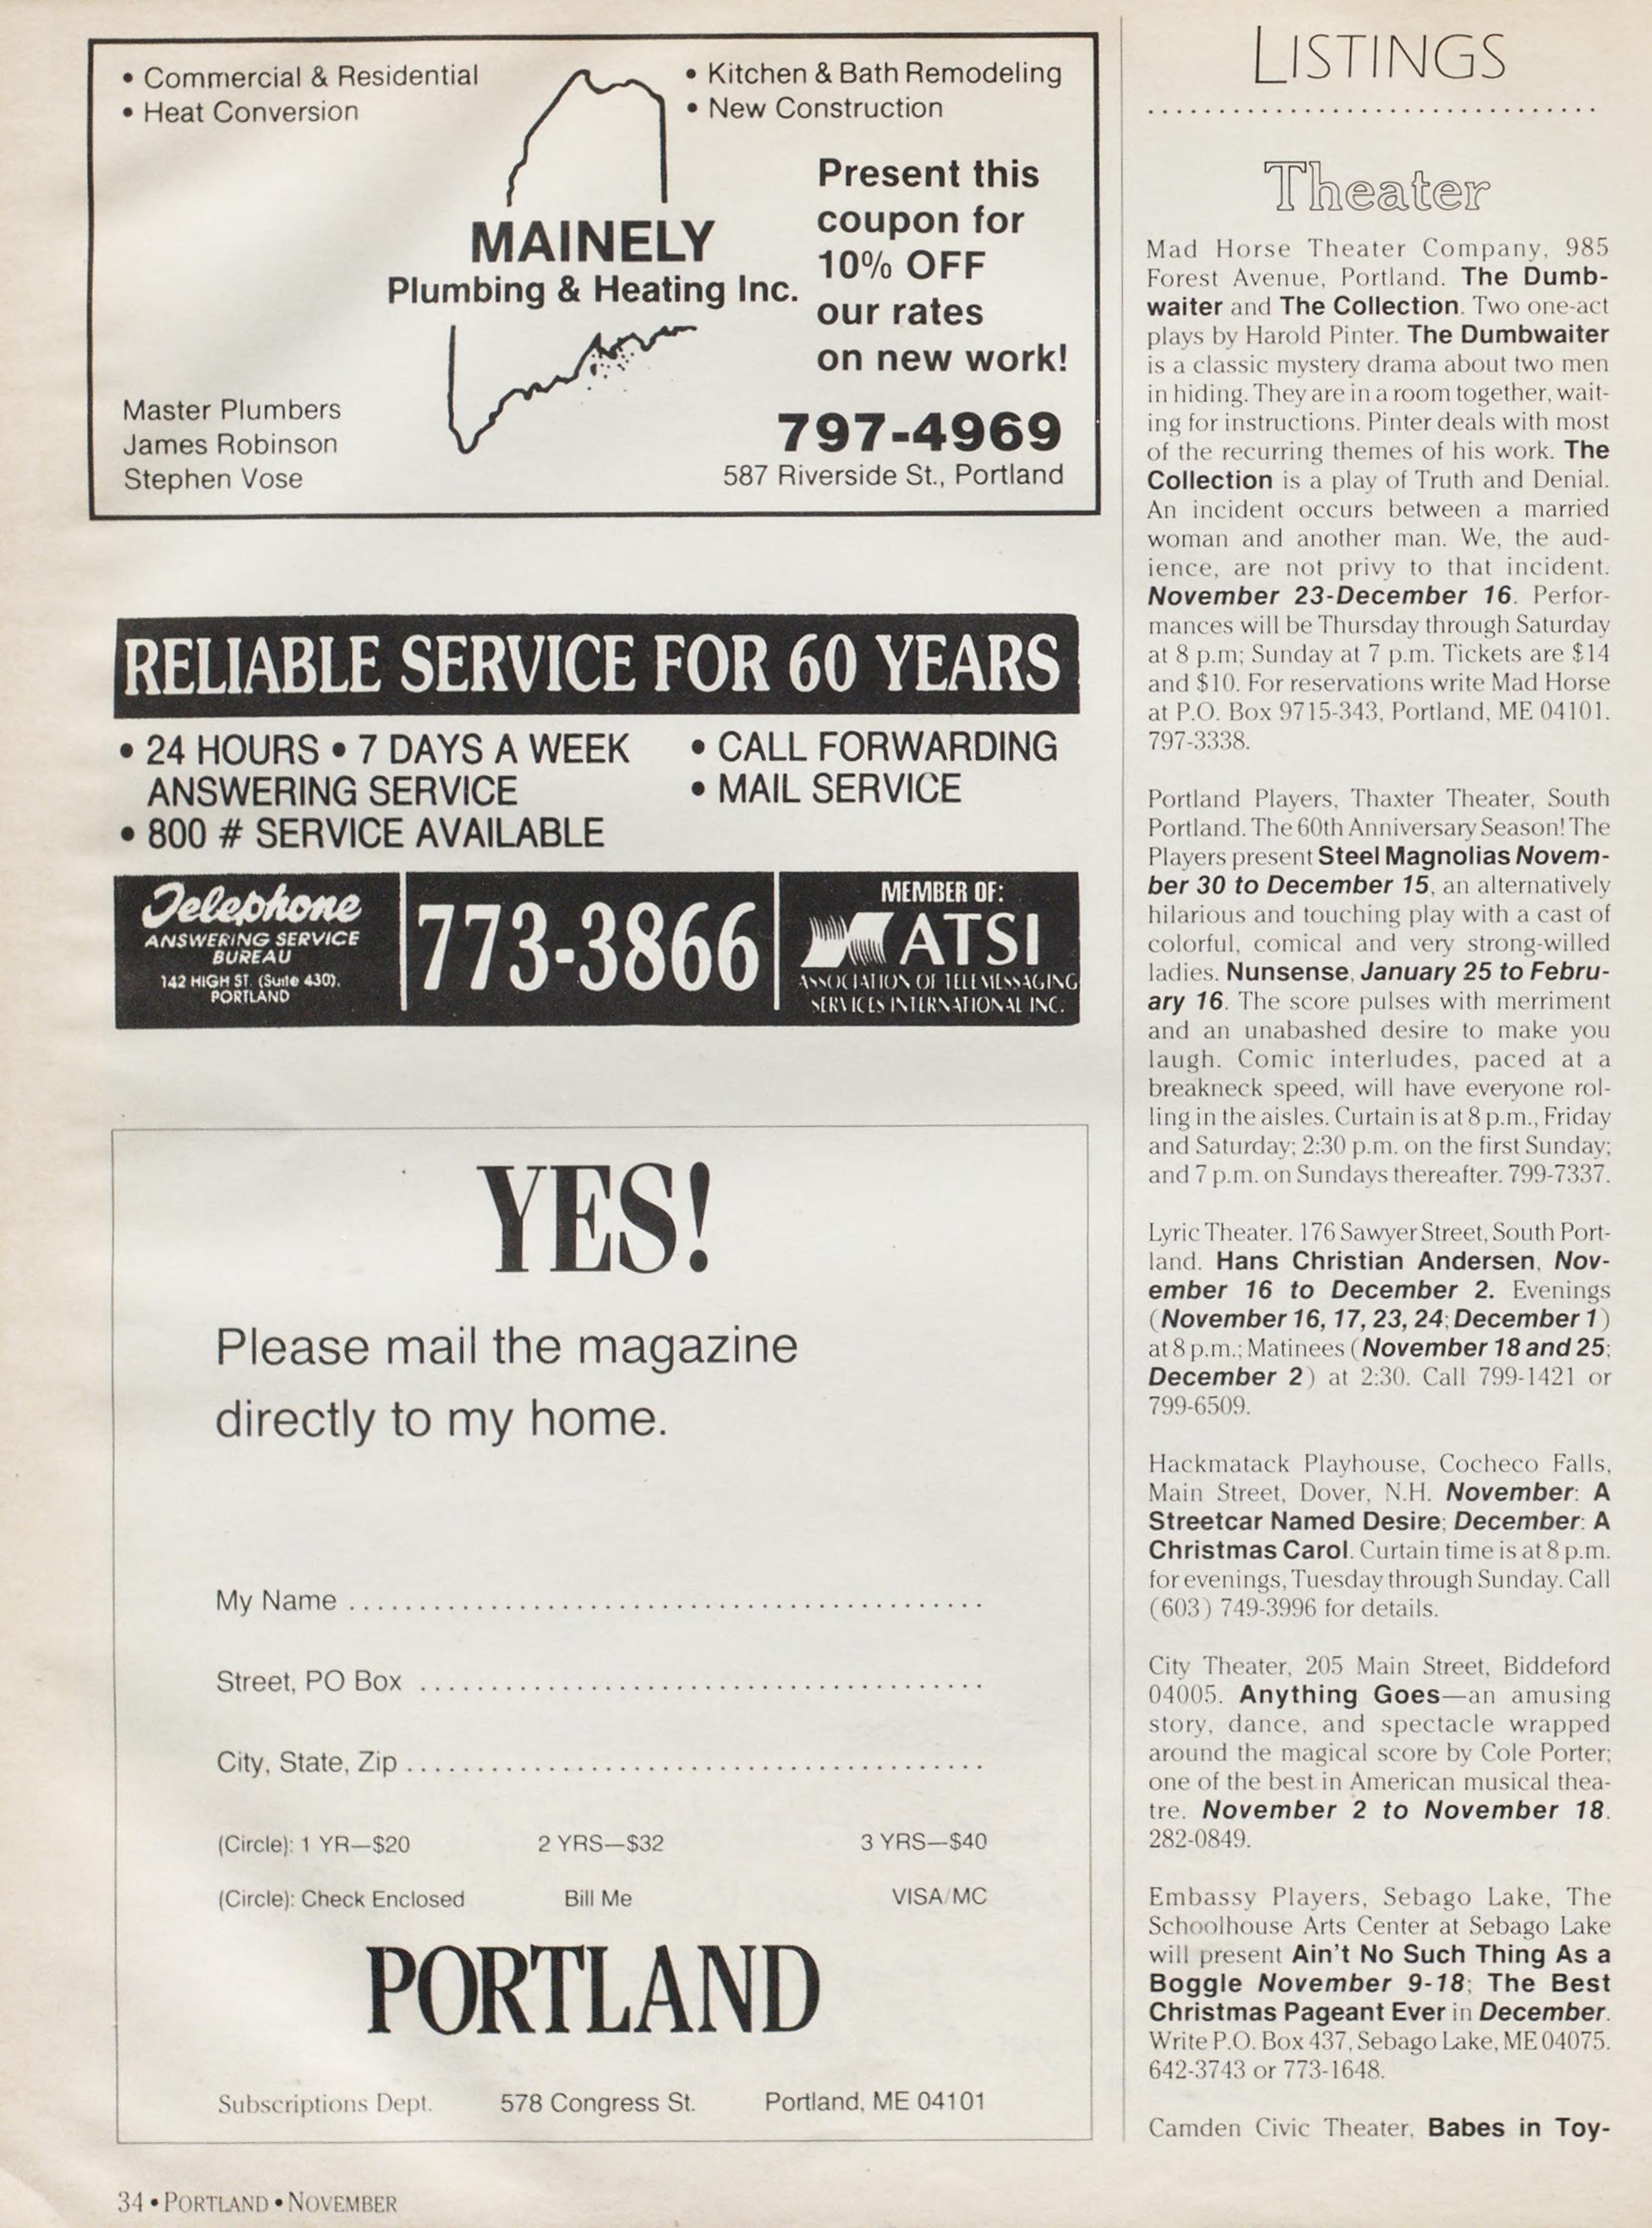 • Commercial & Residential
• Heat Conversion
• Kitchen & Bath Remodeling
• New Construction
MAINELY
Plumbing & Heating Inc.
Present this
coupon for
10% OFF
our rates
on new work!
Master Plumbers
James Robinson
Stephen Vose
797-4969
587 Riverside St., Portland
RELIABLE SERVICE FOR 60 YEARS
• 24 HOURS • 7 DAYS A WEEK
ANSWERING SERVICE
• 800 # SERVICE AVAILABLE
• CALL FORWARDING
• MAIL SERVICE
Telephone
ANSWERING SERVICE
BUREAU
142 HIGH ST. (Suite 430),
PORTLAND
773-3866
MEMBER OF:
ATSI
ASSOCIATION OF TELEMESSAGING
SERVICES INTERNATIONAL INC.
YES!
Please mail the magazine
directly to my home.
My Name ..............................................
Street, PO Box ........................................
City, State, Zip .........................................
(Circle): 1 YR—$20 2 YRS—$32 3 YRS—$40
(Circle): Check Enclosed Bill Me VISA/MC
PORTLAND
Subscriptions Dept. 578 Congress St. Portland, ME 04101
34 • PORTLAND • NOVEMBER
LISTINGS
Theater
Mad Horse Theater Company, 985
Forest Avenue, Portland. The Dumb-
waiter and The Collection. Two one-act
plays by Harold Pinter. The Dumbwaiter
is a classic mystery drama about two men
in hiding. They are in a room together, wait-
ing for instructions. Pinter deals with most
of the recurring themes of his work. The
Collection is a play of Truth and Denial.
An incident occurs between a married
woman and another man. We, the aud-
ience, are not privy to that incident.
November 23-December 16. Perfor-
mances will be Thursday through Saturday
at 8 p.m; Sunday at 7 p.m. Tickets are $14
and $10. For reservations write Mad Horse
at P.O. Box 9715-343, Portland, ME 04101.
797-3338.
Portland Players, Thaxter Theater, South
Portland. The 60th Anniversary Season! The
Players present Steel Magnolias Novem-
ber 30 to December 15, an alternatively
hilarious and touching play with a cast of
colorful, comical and very strong-willed
ladies. Nunsense, January 25 to Febru-
ary 16. The score pulses with merriment
and an unabashed desire to make you
laugh. Comic interludes, paced at a
breakneck speed, will have everyone rol-
ling in the aisles. Curtain is at 8 p.m., Friday
and Saturday; 2:30 p.m. on the first Sunday;
and 7 p.m. on Sundays thereafter. 799-7337.
Lyric Theater. 176 Sawyer Street, South Port-
land. Hans Christian Andersen, Nov-
ember 16 to December 2. Evenings
(November 16, 17, 23, 24; December 1)
at 8 p.m.; Matinees (November 18 and 25;
December 2) at 2:30. Call 799-1421 or
799-6509.
Hackmatack Playhouse, Cocheco Falls,
Main Street, Dover, N.H. November: A
Streetcar Named Desire; December: A
Christmas Carol. Curtain time is at 8 p.m.
for evenings, Tuesday through Sunday. Call
(603) 749-3996 for details.
City Theater, 205 Main Street, Biddeford
04005. Anything Goes—an amusing
story, dance, and spectacle wrapped
around the magical score by Cole Porter;
one of the best in American musical thea-
tre. November 2 to November 18.
282-0849.
Embassy Players, Sebago Lake, The
Schoolhouse Arts Center at Sebago Lake
will present Ain't No Such Thing As a
Boggle November 9-18; The Best
Christmas Pageant Ever in December.
Write P.O. Box 437, Sebago Lake, ME 04075.
642-3743 or 773-1648.
Camden Civic Theater, Babes in Toy-